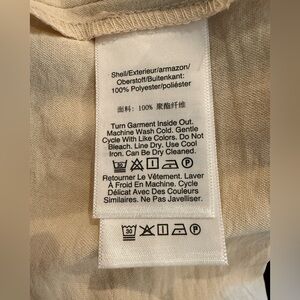 Shell/Exterieur/armazon/
Oberstoff/Buitenkant:
100% Polyester/poliéster
面料: 100% 聚酯纤维
Turn Garment Inside Out.
Machine Wash Cold. Gentle
Cycle With Like Colors. Do Not
Bleach. Line Dry. Use Cool
Iron. Can Be Dry Cleaned.
Retourner Le Vêtement. Laver
À Froid En Machine. Cycle
Délicat Avec Des Couleurs
Similaires. Ne Pas Javelliser.